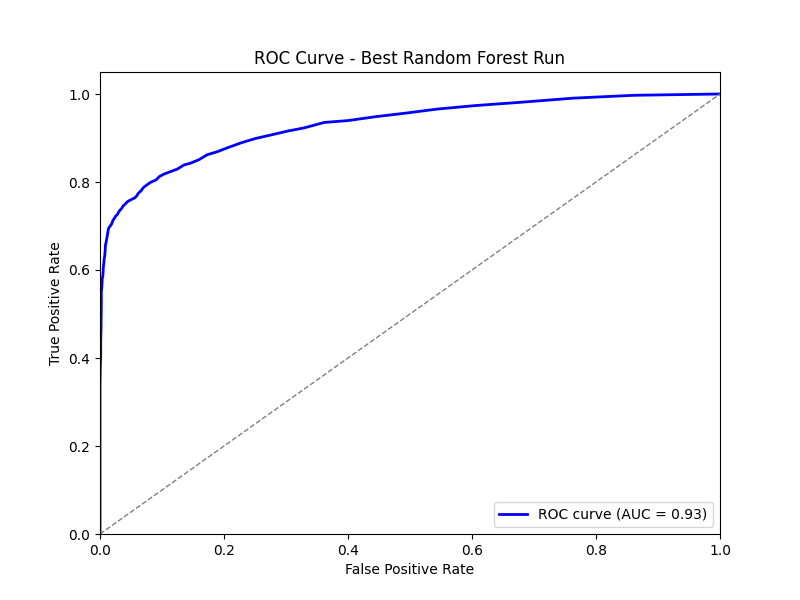 ROC Curve - Best Random Forest Run
True Positive Rate
1.0
0.8
0.6
0.4
0.2
0.0
0.0 0.2 0.4 0.6 0.8 1.0
False Positive Rate
ROC curve (AUC = 0.93)